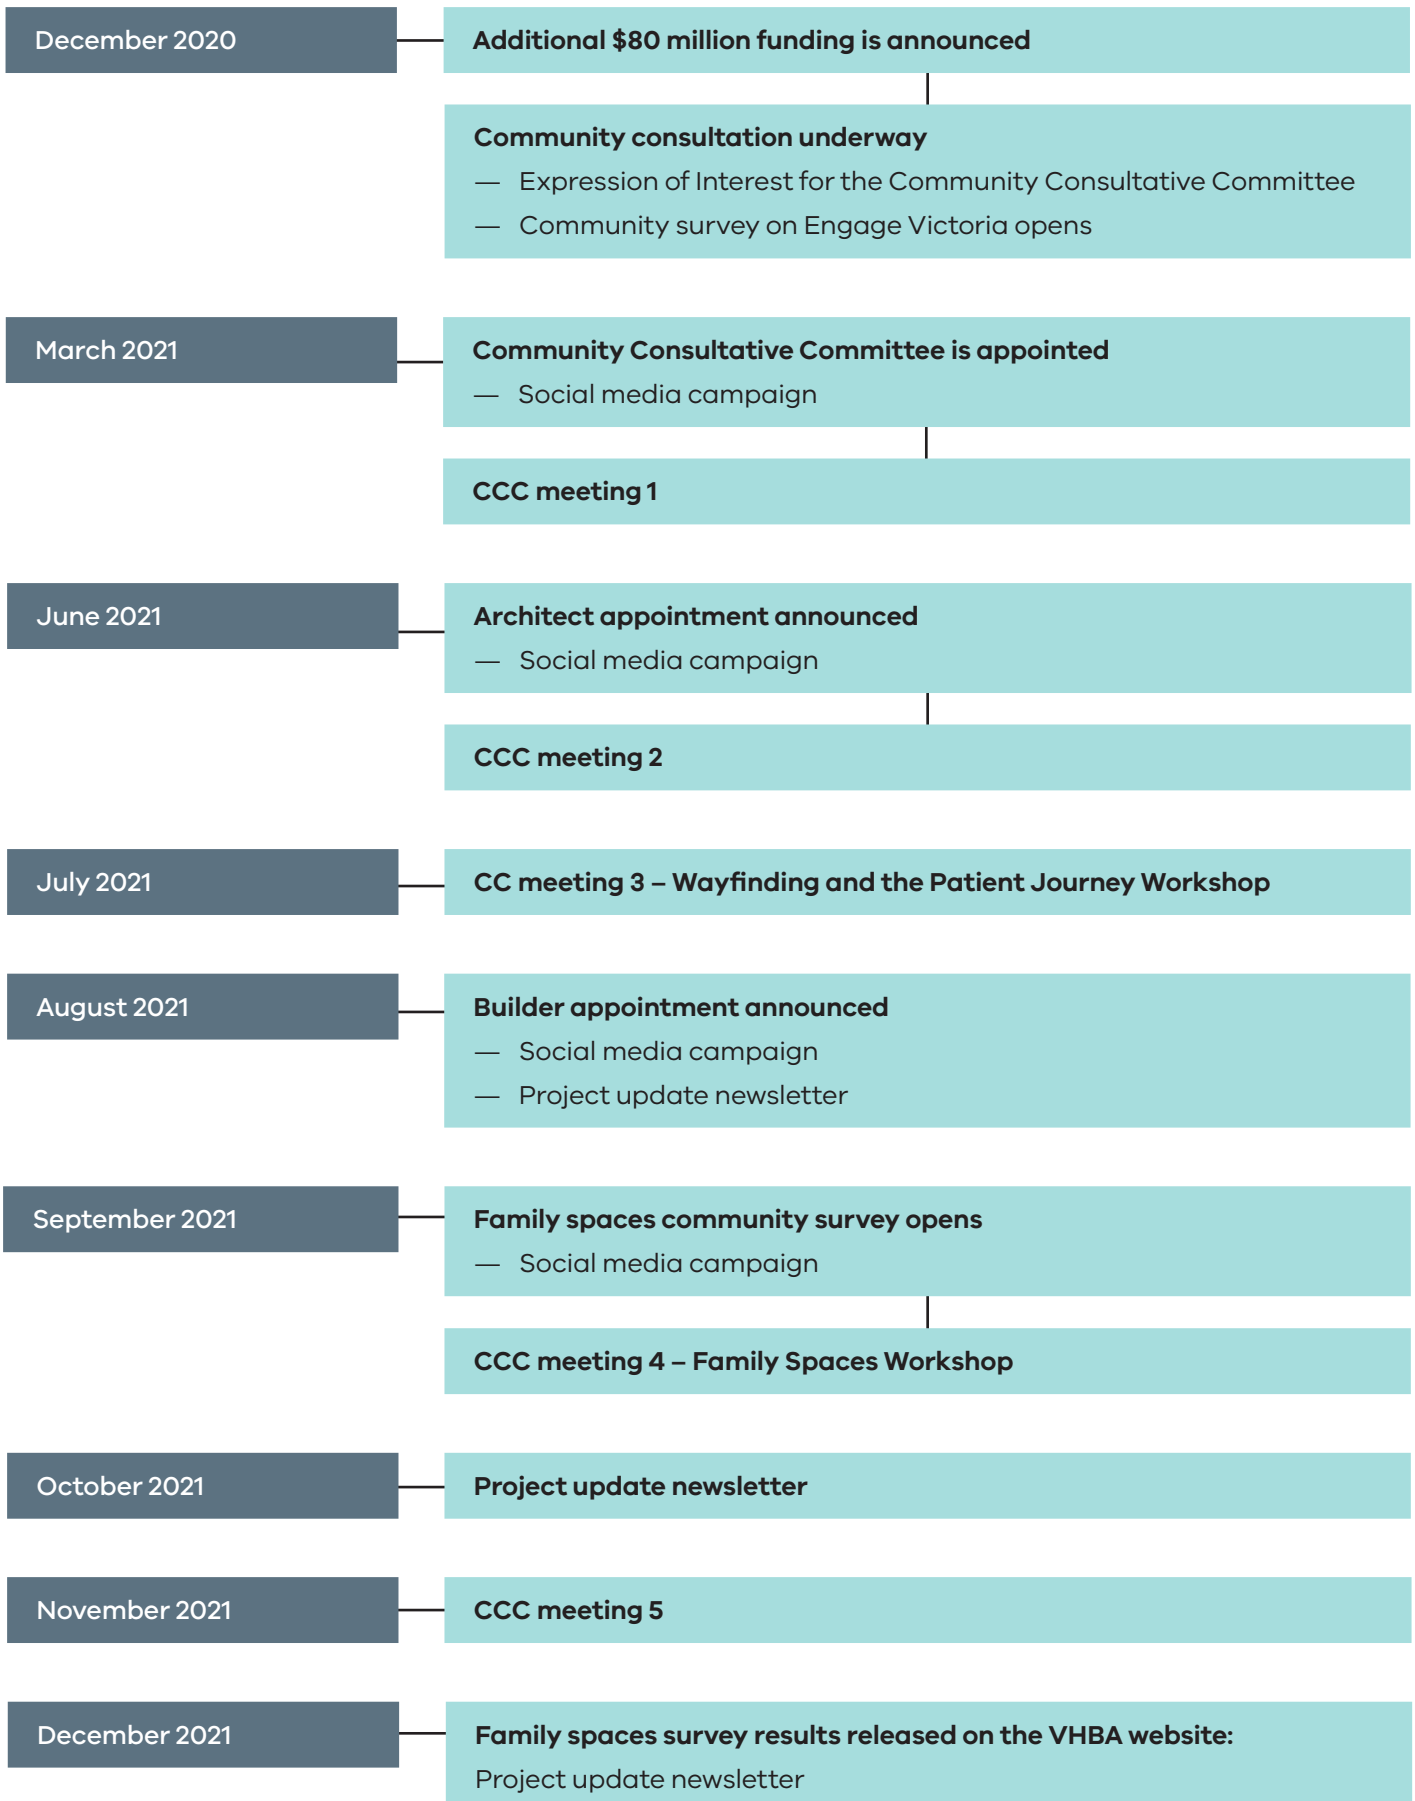 December 2020
Additional $80 million funding is announced
Community consultation underway
— Expression of Interest for the Community Consultative Committee
— Community survey on Engage Victoria opens
March 2021
Community Consultative Committee is appointed
— Social media campaign
CCC meeting 1
June 2021
Architect appointment announced
— Social media campaign
CCC meeting 2
July 2021
CC meeting 3 – Wayfinding and the Patient Journey Workshop
August 2021
Builder appointment announced
— Social media campaign
— Project update newsletter
September 2021
Family spaces community survey opens
— Social media campaign
CCC meeting 4 – Family Spaces Workshop
October 2021
Project update newsletter
November 2021
CCC meeting 5
December 2021
Family spaces survey results released on the VHBA website:
Project update newsletter